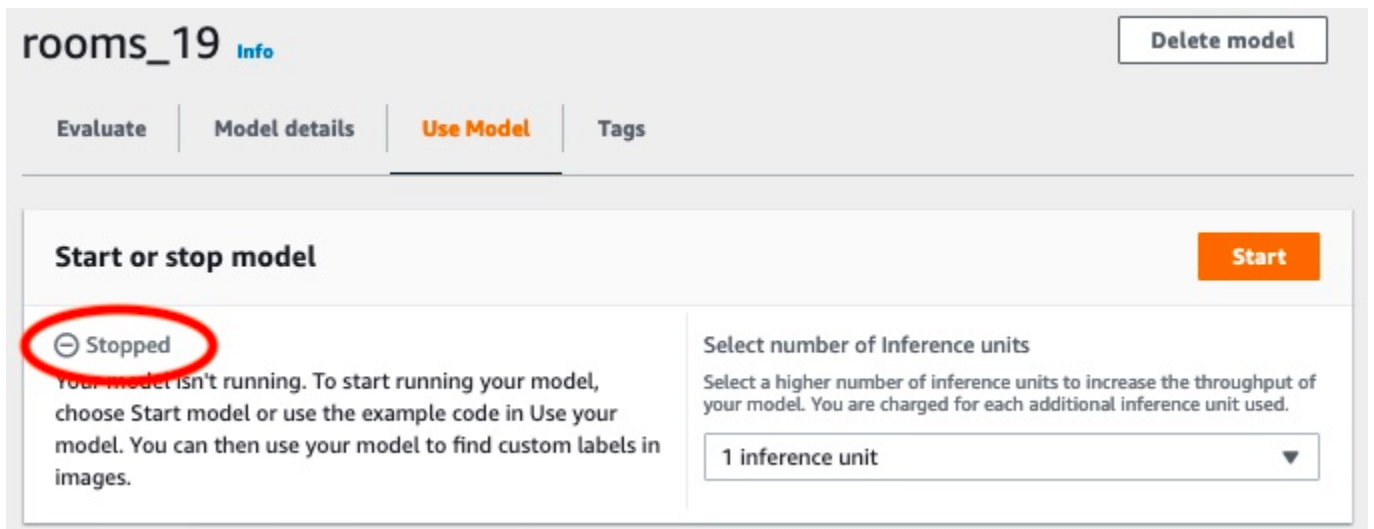 rooms_19 Info
Delete model
Evaluate
Model details
Use Model
Tags
Start or stop model
Start
Stopped
Your model isn't running. To start running your model,
choose Start model or use the example code in Use your
model. You can then use your model to find custom labels in
images.
Select number of Inference units
Select a higher number of inference units to increase the throughput of
your model. You are charged for each additional inference unit used.
1 inference unit